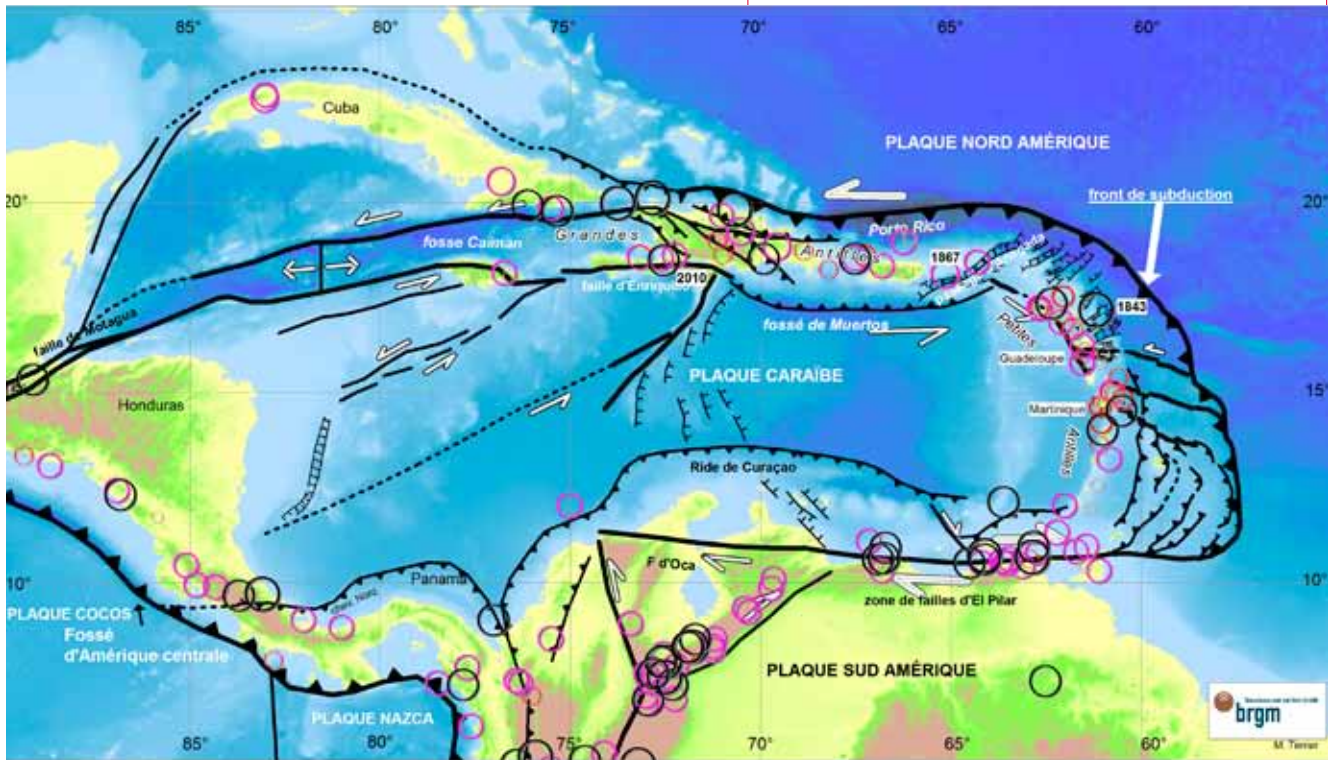 85° 80° 75° 70° 65° 60°
Cuba
PLAQUE NORD AMÉRIQUE
20°
20°
front de subduction
Porto Rico
fosse Caïman
Grandes
Antilles
1867
2010
faille d'Enriquillo
1843
fossé de Muertos
faille de Motagua
Petites
Guadeloupe
PLAQUE CARAÏBE
15°
Honduras
Martinique
Antilles
Ride de Curaçao
F d'Oca
10°
10°
Panama
zone de failles d'El Pilar
PLAQUE COCOS
Fossé
d'Amérique centrale
PLAQUE SUD AMÉRIQUE
PLAQUE NAZCA
brgm
80° 75° 70° 65° 60°
M. Terrier